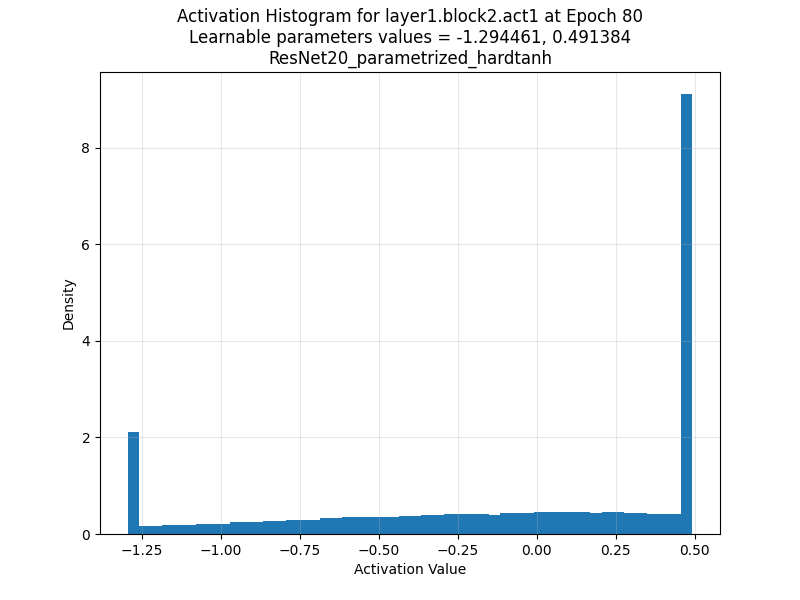 Activation Histogram for layer1.block2.act1 at Epoch 80
Learnable parameters values = -1.294461, 0.491384
ResNet20_parametrized_hardtanh
8
6
4
2
0
Density
−1.25 −1.00 −0.75 −0.50 −0.25 0.00 0.25 0.50
Activation Value